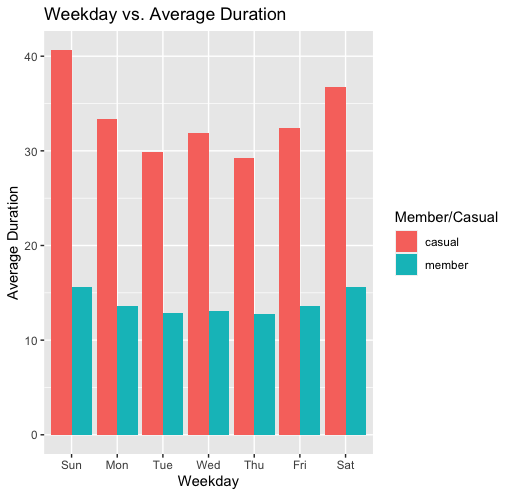 Weekday vs. Average Duration
Average Duration
40
30
20
10
0
Sun Mon Tue Wed Thu Fri Sat
Weekday
Member/Casual
casual
member